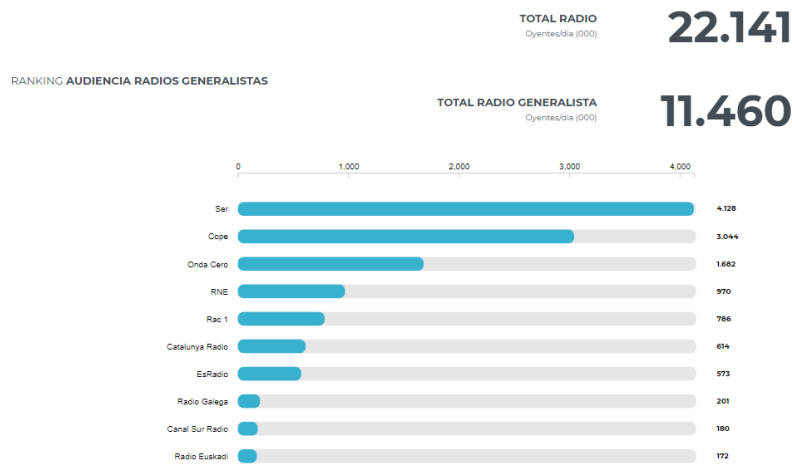 TOTAL RADIO 22.141
Oyentes/día (000)
RANKING AUDIENCIA RADIOS GENERALISTAS
TOTAL RADIO GENERALISTA 11.460
Oyentes/día (000)
0 1,000 2,000 3,000 4,000
Ser 4.128
Cope 3.044
Onda Cero 1.682
RNE 970
Rac 1 786
Catalunya Radio 614
EsRadio 573
Radio Galega 201
Canal Sur Radio 180
Radio Euskadi 172